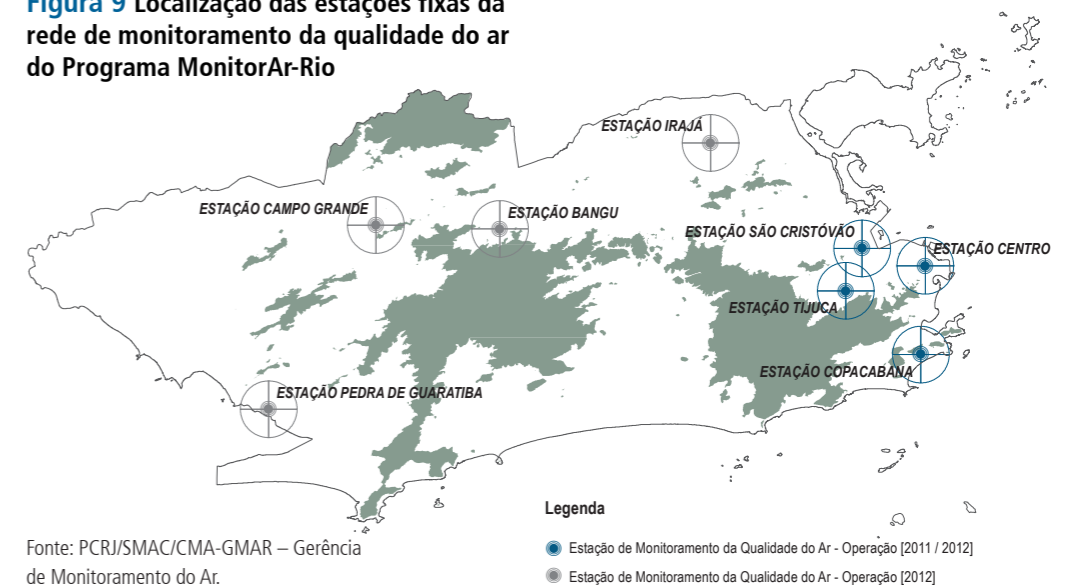 Figura 9 Localização das estações fixas da
rede de monitoramento da qualidade do ar
do Programa MonitorAr-Rio
ESTAÇÃO IRAJÁ
ESTAÇÃO CAMPO GRANDE
ESTAÇÃO BANGU
ESTAÇÃO SÃO CRISTÓVÃO
ESTAÇÃO CENTRO
ESTAÇÃO TIJUCA
ESTAÇÃO COPACABANA
ESTAÇÃO PEDRA DE GUARATIBA
Legenda
Estação de Monitoramento da Qualidade do Ar - Operação [2011 / 2012]
Estação de Monitoramento da Qualidade do Ar - Operação [2012]
Fonte: PCRJ/SMAC/CMA-GMAR – Gerência
de Monitoramento do Ar.